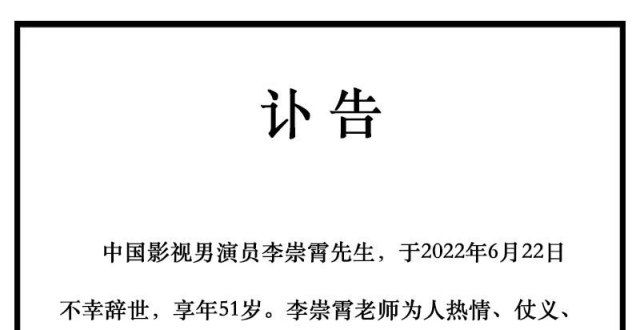 讣告
中国影视男演员李崇霄先生，于2022年6月22日
不幸辞世，享年51岁。李崇霄老师为人热情、仗义、